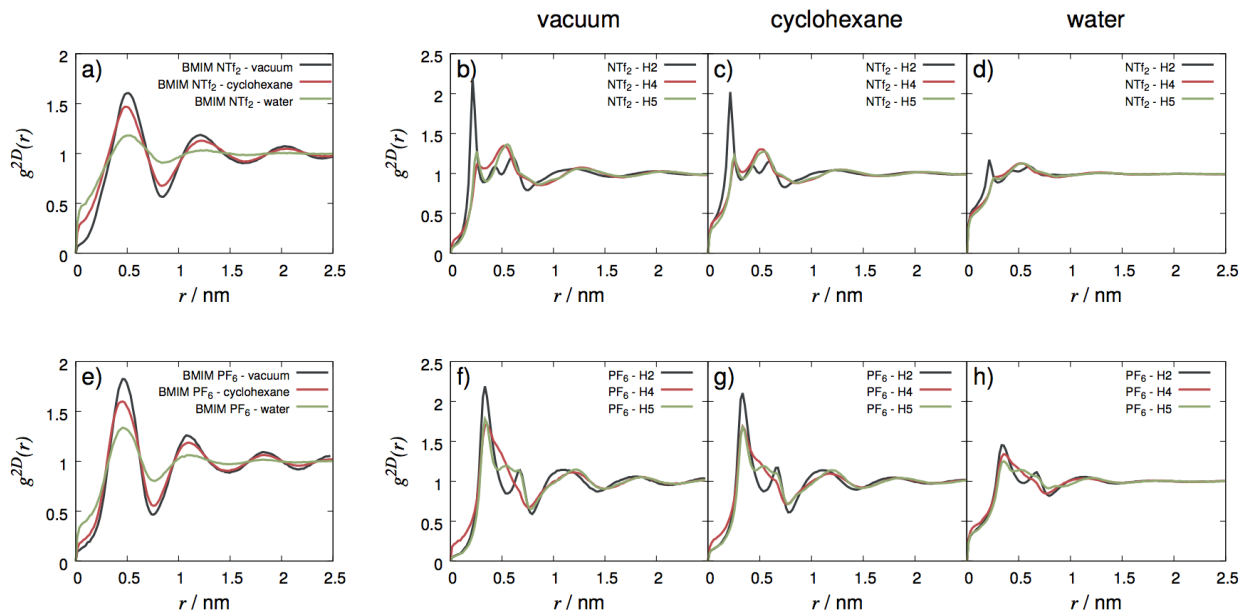 vacuum cyclohexane water
a)
BMIM NTf₂ - vacuum
BMIM NTf₂ - cyclohexane
BMIM NTf₂ - water
g²ᴰ(r)
2
1.5
1
0.5
0
0 0.5 1 1.5 2 2.5
r / nm
b)
NTf₂ - H2
NTf₂ - H4
NTf₂ - H5
g²ᴰ(r)
2.5
2
1.5
1
0.5
0
0 0.5 1 1.5 2
r / nm
c)
NTf₂ - H2
NTf₂ - H4
NTf₂ - H5
0 0.5 1 1.5 2
r / nm
d)
NTf₂ - H2
NTf₂ - H4
NTf₂ - H5
0 0.5 1 1.5 2 2.5
r / nm
e)
BMIM PF₆ - vacuum
BMIM PF₆ - cyclohexane
BMIM PF₆ - water
g²ᴰ(r)
2
1.5
1
0.5
0
0 0.5 1 1.5 2 2.5
r / nm
f)
PF₆ - H2
PF₆ - H4
PF₆ - H5
g²ᴰ(r)
2.5
2
1.5
1
0.5
0
0 0.5 1 1.5 2
r / nm
g)
PF₆ - H2
PF₆ - H4
PF₆ - H5
0 0.5 1 1.5 2
r / nm
h)
PF₆ - H2
PF₆ - H4
PF₆ - H5
0 0.5 1 1.5 2 2.5
r / nm